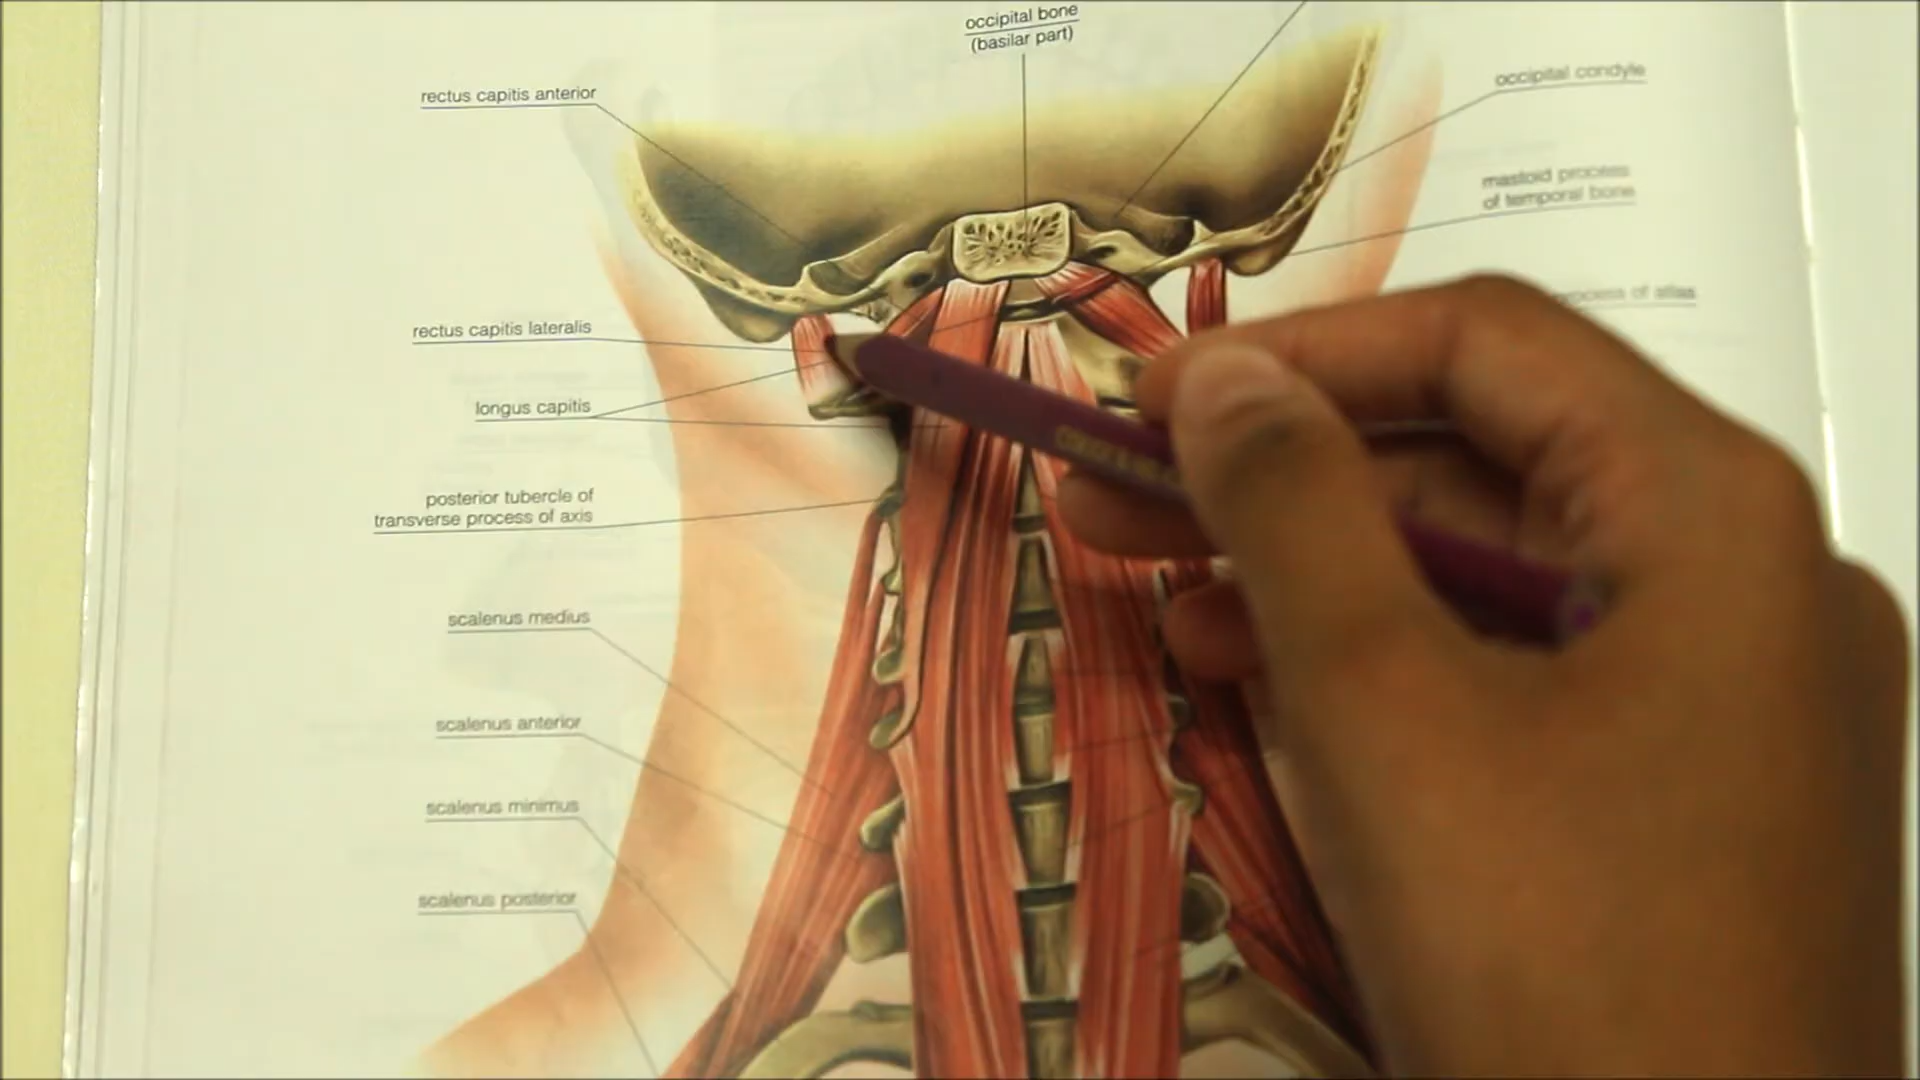 occipital bone
(basilar part)
rectus capitis anterior
occipital condyle
mastoid process
of temporal bone
process of atlas
rectus capitis lateralis
longus capitis
posterior tubercle of
transverse process of axis
scalenus medius
scalenus anterior
scalenus minimus
scalenus posterior